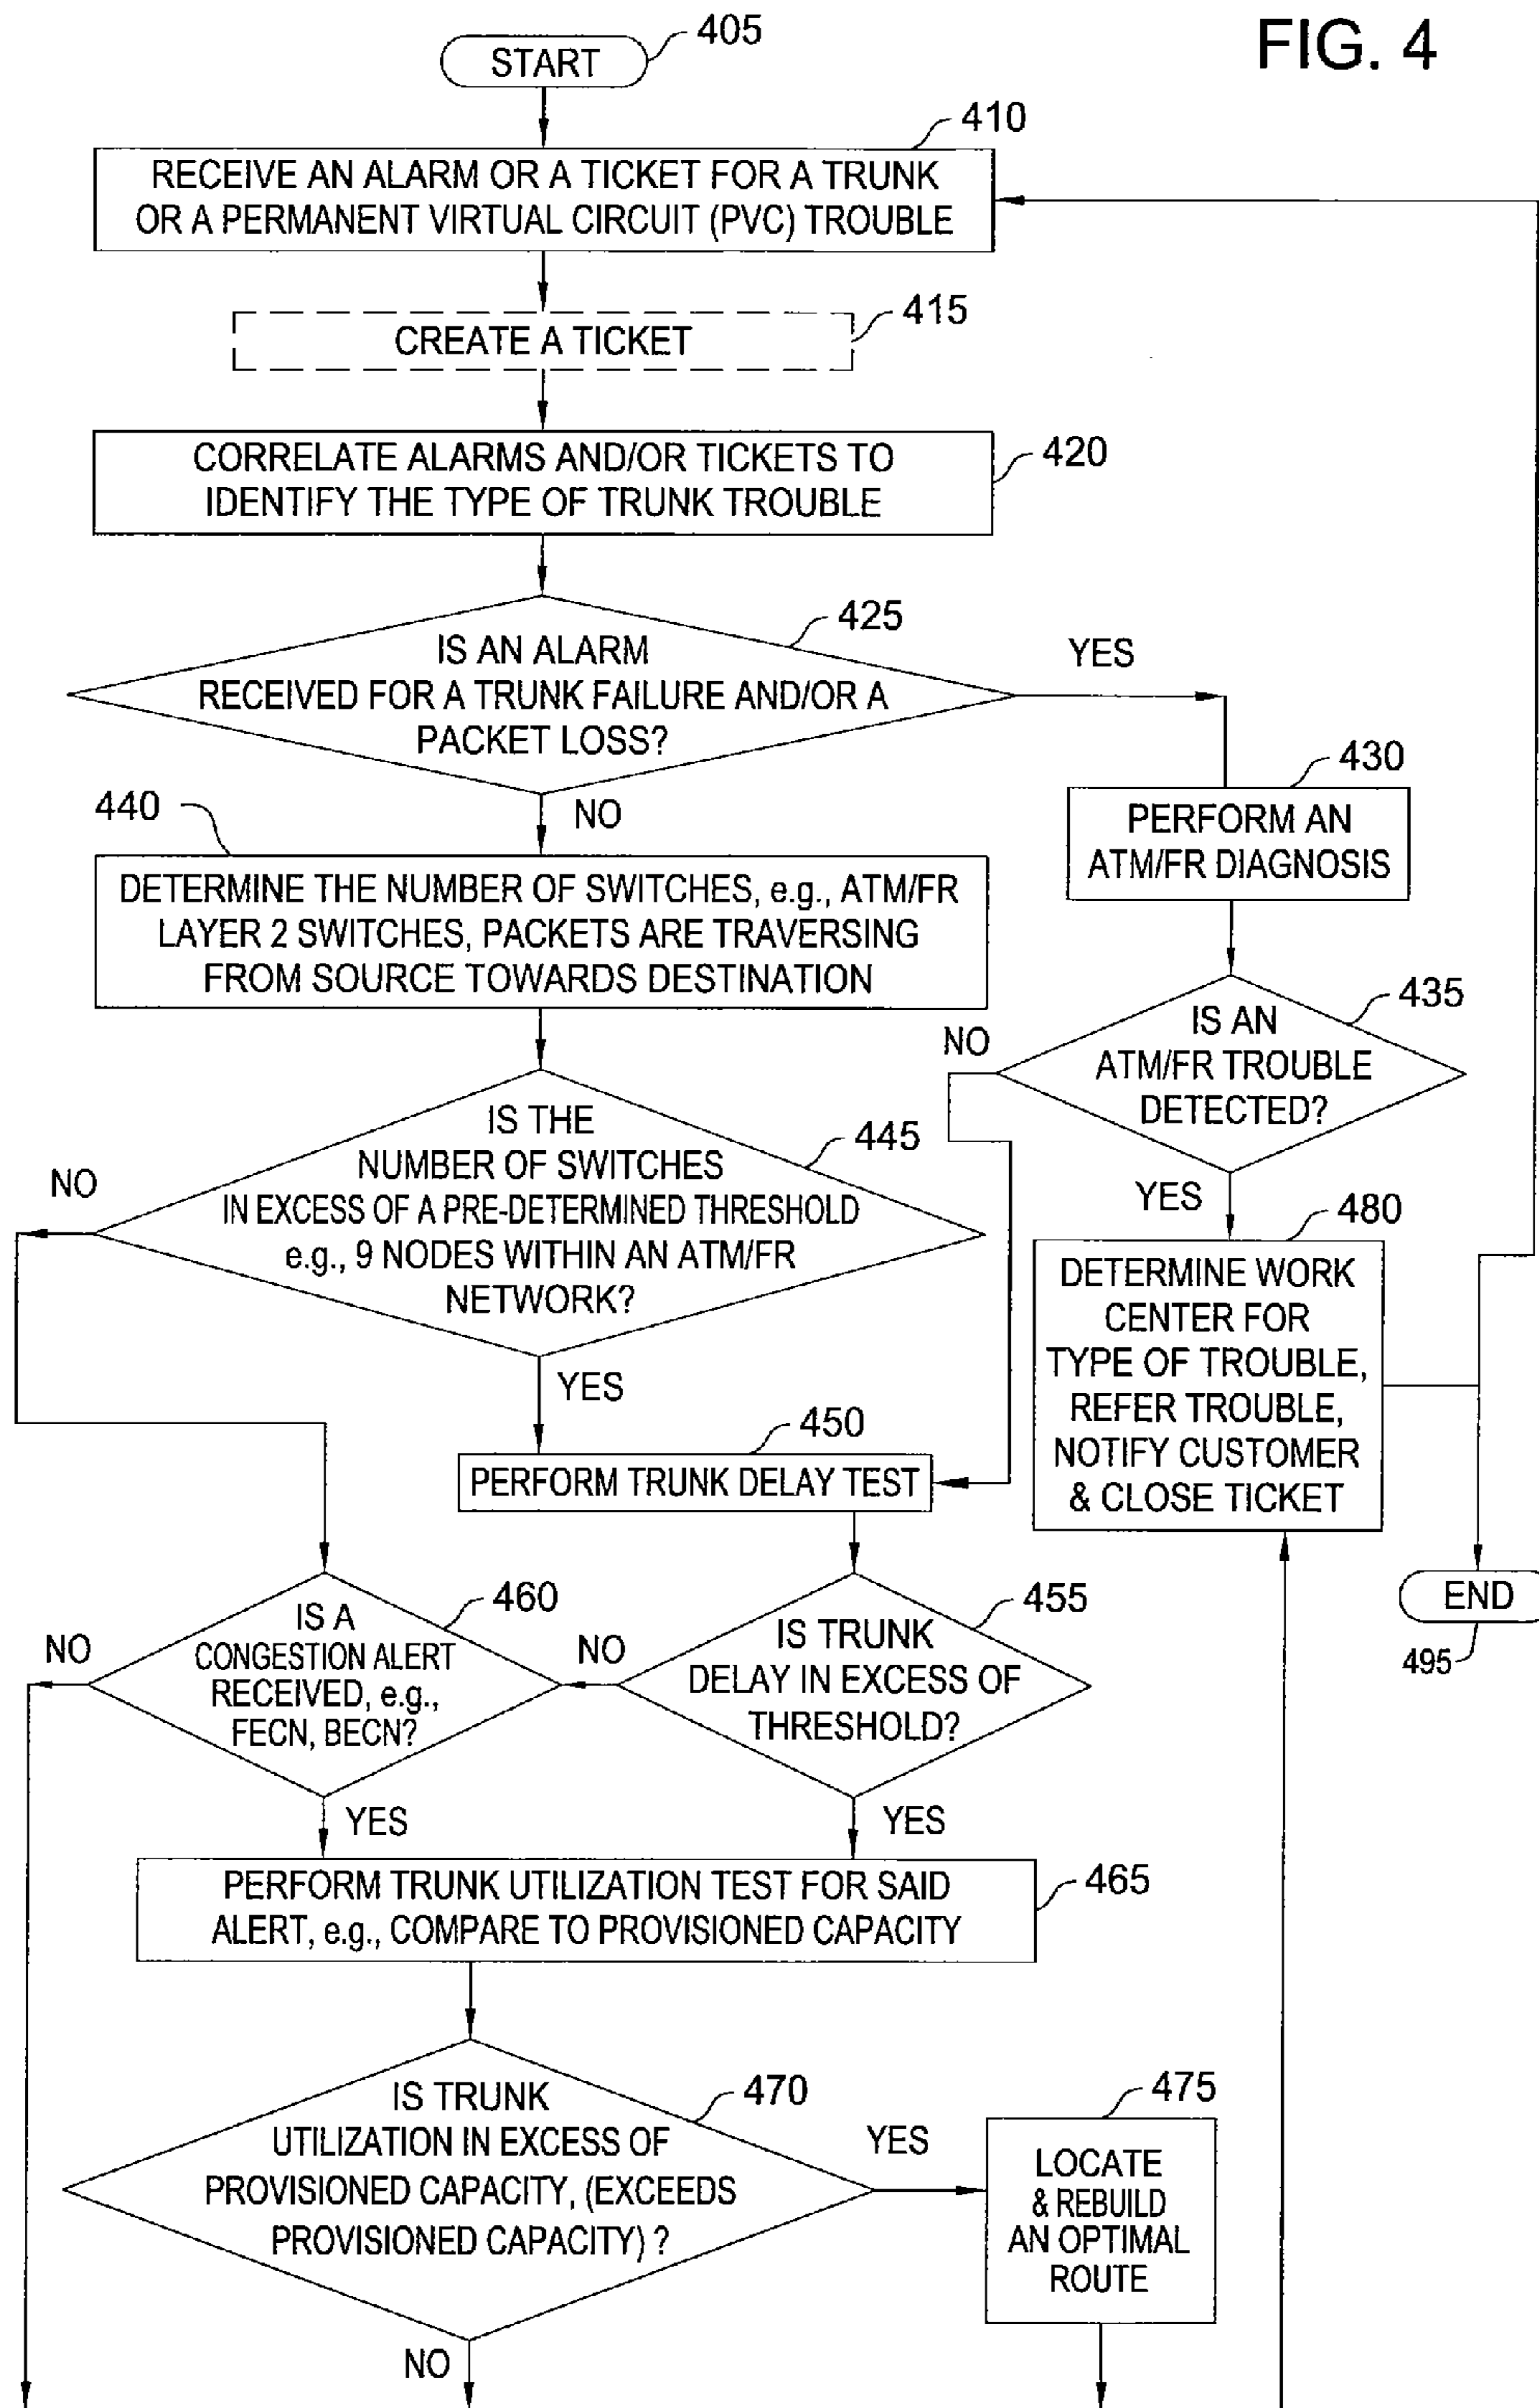 FIG. 4
START
405
410
RECEIVE AN ALARM OR A TICKET FOR A TRUNK
OR A PERMANENT VIRTUAL CIRCUIT (PVC) TROUBLE
415
CREATE A TICKET
CORRELATE ALARMS AND/OR TICKETS TO
IDENTIFY THE TYPE OF TRUNK TROUBLE
420
425
IS AN ALARM
RECEIVED FOR A TRUNK FAILURE AND/OR A
PACKET LOSS?
YES
NO
430
PERFORM AN
ATM/FR DIAGNOSIS
440
DETERMINE THE NUMBER OF SWITCHES, e.g., ATM/FR
LAYER 2 SWITCHES, PACKETS ARE TRAVERSING
FROM SOURCE TOWARDS DESTINATION
435
IS AN
ATM/FR TROUBLE
DETECTED?
NO
YES
445
IS THE
NUMBER OF SWITCHES
IN EXCESS OF A PRE-DETERMINED THRESHOLD
e.g., 9 NODES WITHIN AN ATM/FR
NETWORK?
NO
YES
480
DETERMINE WORK
CENTER FOR
TYPE OF TROUBLE,
REFER TROUBLE,
NOTIFY CUSTOMER
& CLOSE TICKET
450
PERFORM TRUNK DELAY TEST
460
IS A
CONGESTION ALERT
RECEIVED, e.g.,
FECN, BECN?
NO
YES
455
IS TRUNK
DELAY IN EXCESS OF
THRESHOLD?
NO
YES
END
495
PERFORM TRUNK UTILIZATION TEST FOR SAID
ALERT, e.g., COMPARE TO PROVISIONED CAPACITY
465
470
IS TRUNK
UTILIZATION IN EXCESS OF
PROVISIONED CAPACITY, (EXCEEDS
PROVISIONED CAPACITY) ?
YES
NO
475
LOCATE
& REBUILD
AN OPTIMAL
ROUTE